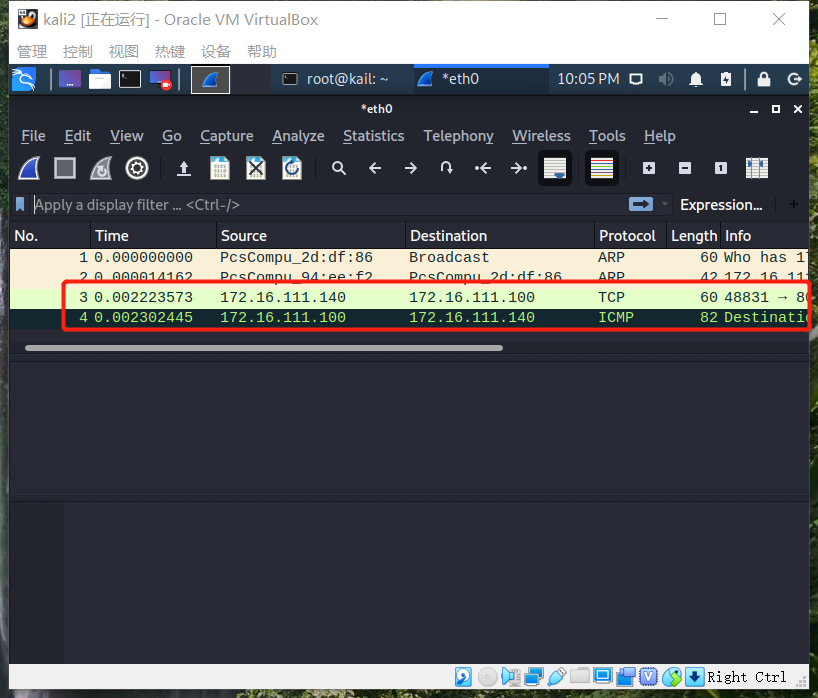 kali2 [正在运行] - Oracle VM VirtualBox
管理 控制 视图 热键 设备 帮助
root@kail: ~ *eth0 10:05 PM
*eth0
File Edit View Go Capture Analyze Statistics Telephony Wireless Tools Help
Apply a display filter ... <Ctrl-/> Expression... +
No. Time Source Destination Protocol Length Info
1 0.000000000 PcsCompu_2d:df:86 Broadcast ARP 60 Who has 17
2 0.000014162 PcsCompu_94:ee:f2 PcsCompu_2d:df:86 ARP 42 172.16.111
3 0.002223573 172.16.111.140 172.16.111.100 TCP 60 48831 → 80
4 0.002302445 172.16.111.100 172.16.111.140 ICMP 82 Destinatio
Right Ctrl